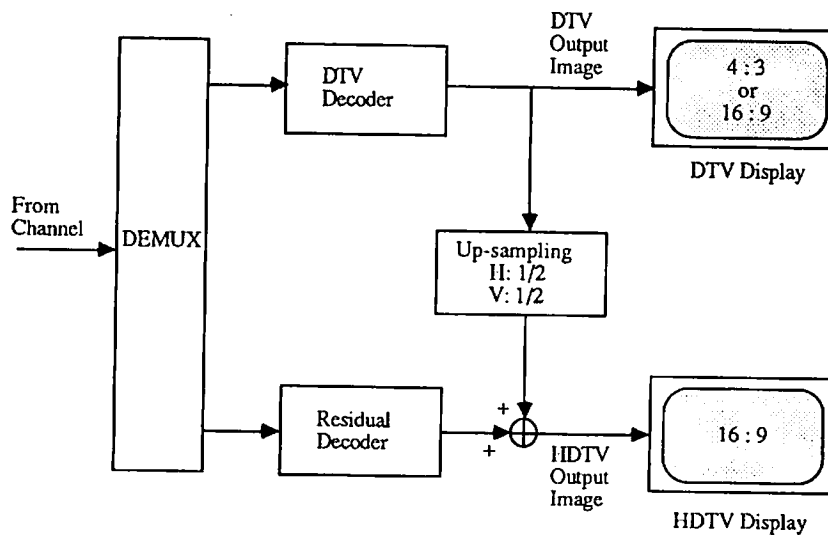 DTV
Output
Image
DTV
Decoder
4 : 3
or
16 : 9
DTV Display
From
Channel
DEMUX
Up-sampling
H: 1/2
V: 1/2
Residual
Decoder
+
+
16 : 9
HDTV
Output
Image
HDTV Display